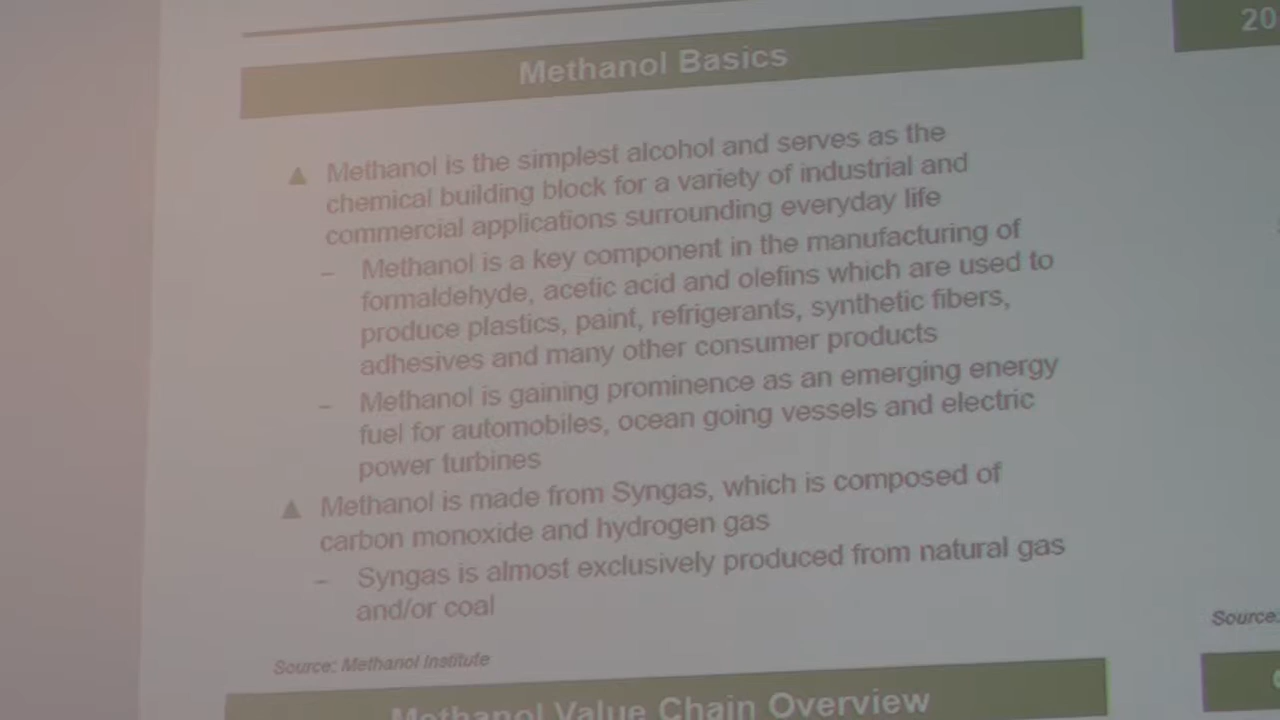 Methanol Basics
20
▲ Methanol is the simplest alcohol and serves as the
chemical building block for a variety of industrial and
commercial applications surrounding everyday life
– Methanol is a key component in the manufacturing of
formaldehyde, acetic acid and olefins which are used to
produce plastics, paint, refrigerants, synthetic fibers,
adhesives and many other consumer products
– Methanol is gaining prominence as an emerging energy
fuel for automobiles, ocean going vessels and electric
power turbines
▲ Methanol is made from Syngas, which is composed of
carbon monoxide and hydrogen gas
– Syngas is almost exclusively produced from natural gas
and/or coal
Source: Methanol Institute
Source:
Methanol Value Chain Overview